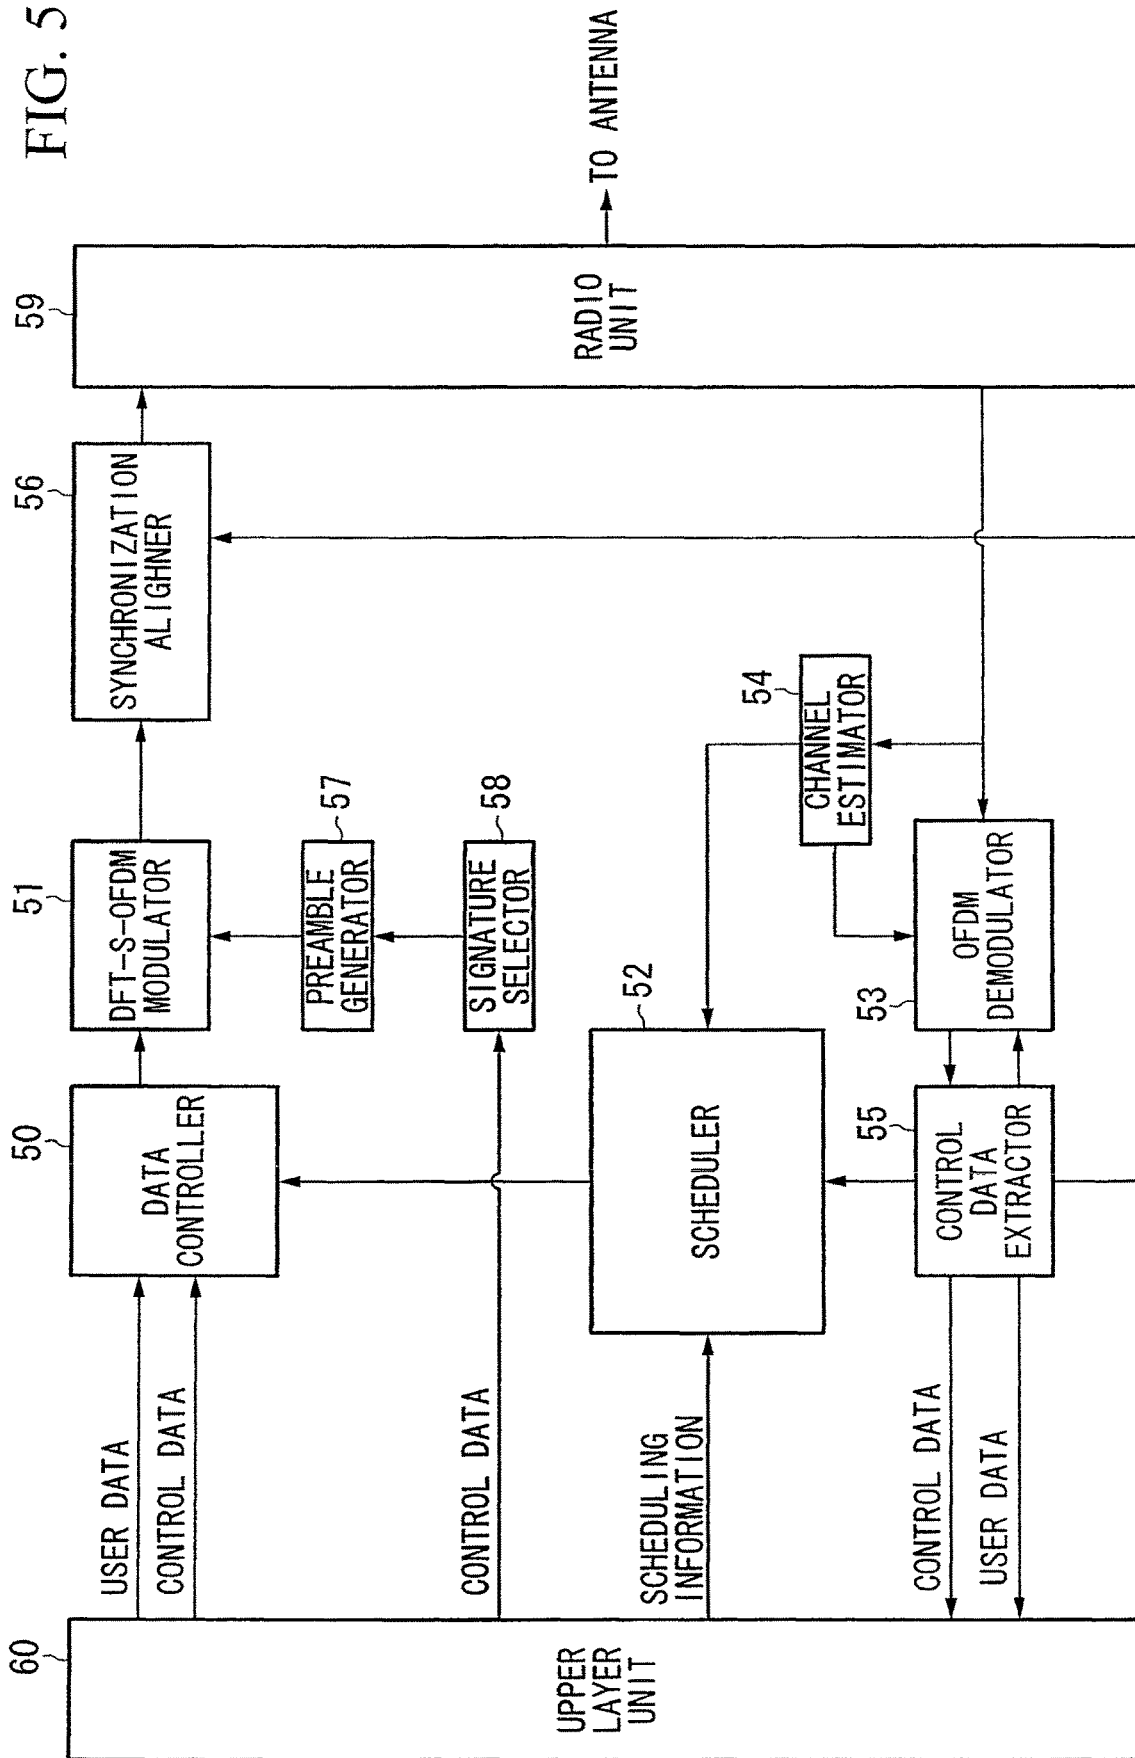 FIG. 5
60
UPPER
LAYER
UNIT
USER DATA
CONTROL DATA
CONTROL DATA
SCHEDULING
INFORMATION
CONTROL DATA
USER DATA
50
DATA
CONTROLLER
51
DFT-S-OFDM
MODULATOR
57
PREAMBLE
GENERATOR
58
SIGNATURE
SELECTOR
52
SCHEDULER
55
CONTROL
DATA
EXTRACTOR
53
OFDM
DEMODULATOR
54
CHANNEL
ESTIMATOR
56
SYNCHRONIZATION
ALIGHNER
59
RADIO
UNIT
TO ANTENNA